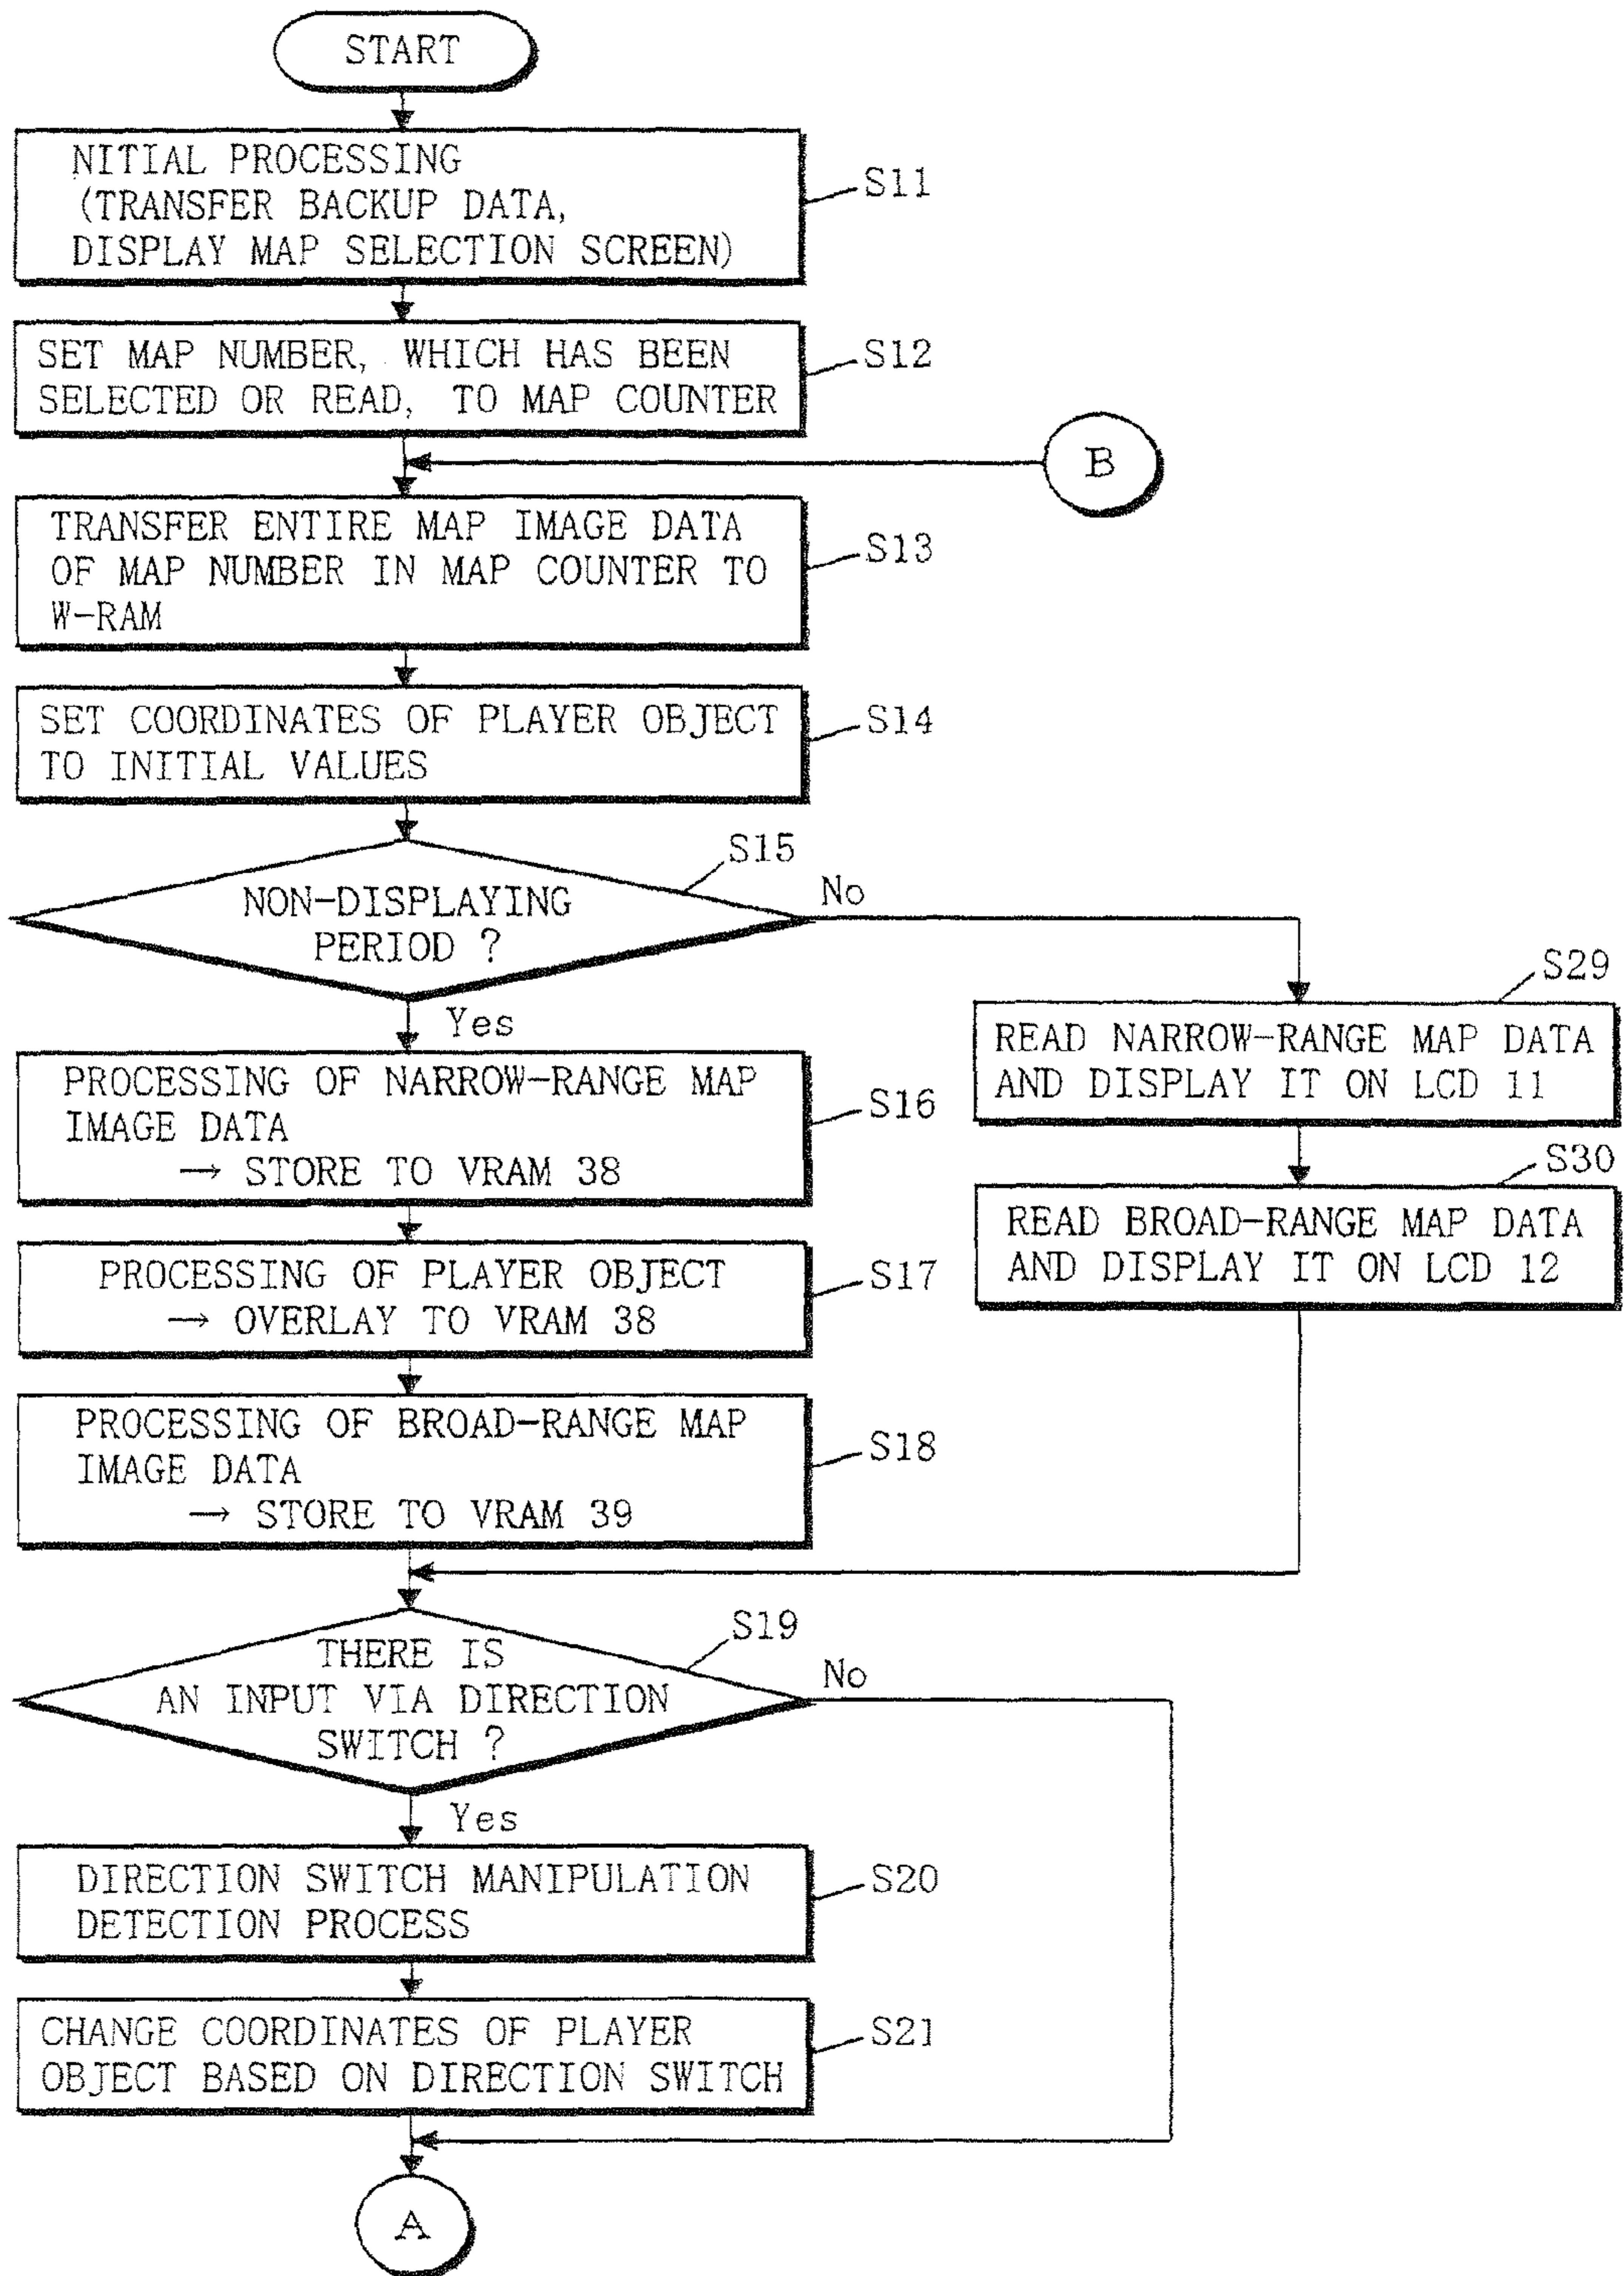 START
NITIAL PROCESSING
(TRANSFER BACKUP DATA,
DISPLAY MAP SELECTION SCREEN)
S11
SET MAP NUMBER, WHICH HAS BEEN
SELECTED OR READ, TO MAP COUNTER
S12
B
TRANSFER ENTIRE MAP IMAGE DATA
OF MAP NUMBER IN MAP COUNTER TO
W-RAM
S13
SET COORDINATES OF PLAYER OBJECT
TO INITIAL VALUES
S14
S15
NON-DISPLAYING
PERIOD ?
No
Yes
S29
READ NARROW-RANGE MAP DATA
AND DISPLAY IT ON LCD 11
S30
READ BROAD-RANGE MAP DATA
AND DISPLAY IT ON LCD 12
PROCESSING OF NARROW-RANGE MAP
IMAGE DATA
→ STORE TO VRAM 38
S16
PROCESSING OF PLAYER OBJECT
→ OVERLAY TO VRAM 38
S17
PROCESSING OF BROAD-RANGE MAP
IMAGE DATA
→ STORE TO VRAM 39
S18
S19
THERE IS
AN INPUT VIA DIRECTION
SWITCH ?
No
Yes
DIRECTION SWITCH MANIPULATION
DETECTION PROCESS
S20
CHANGE COORDINATES OF PLAYER
OBJECT BASED ON DIRECTION SWITCH
S21
A